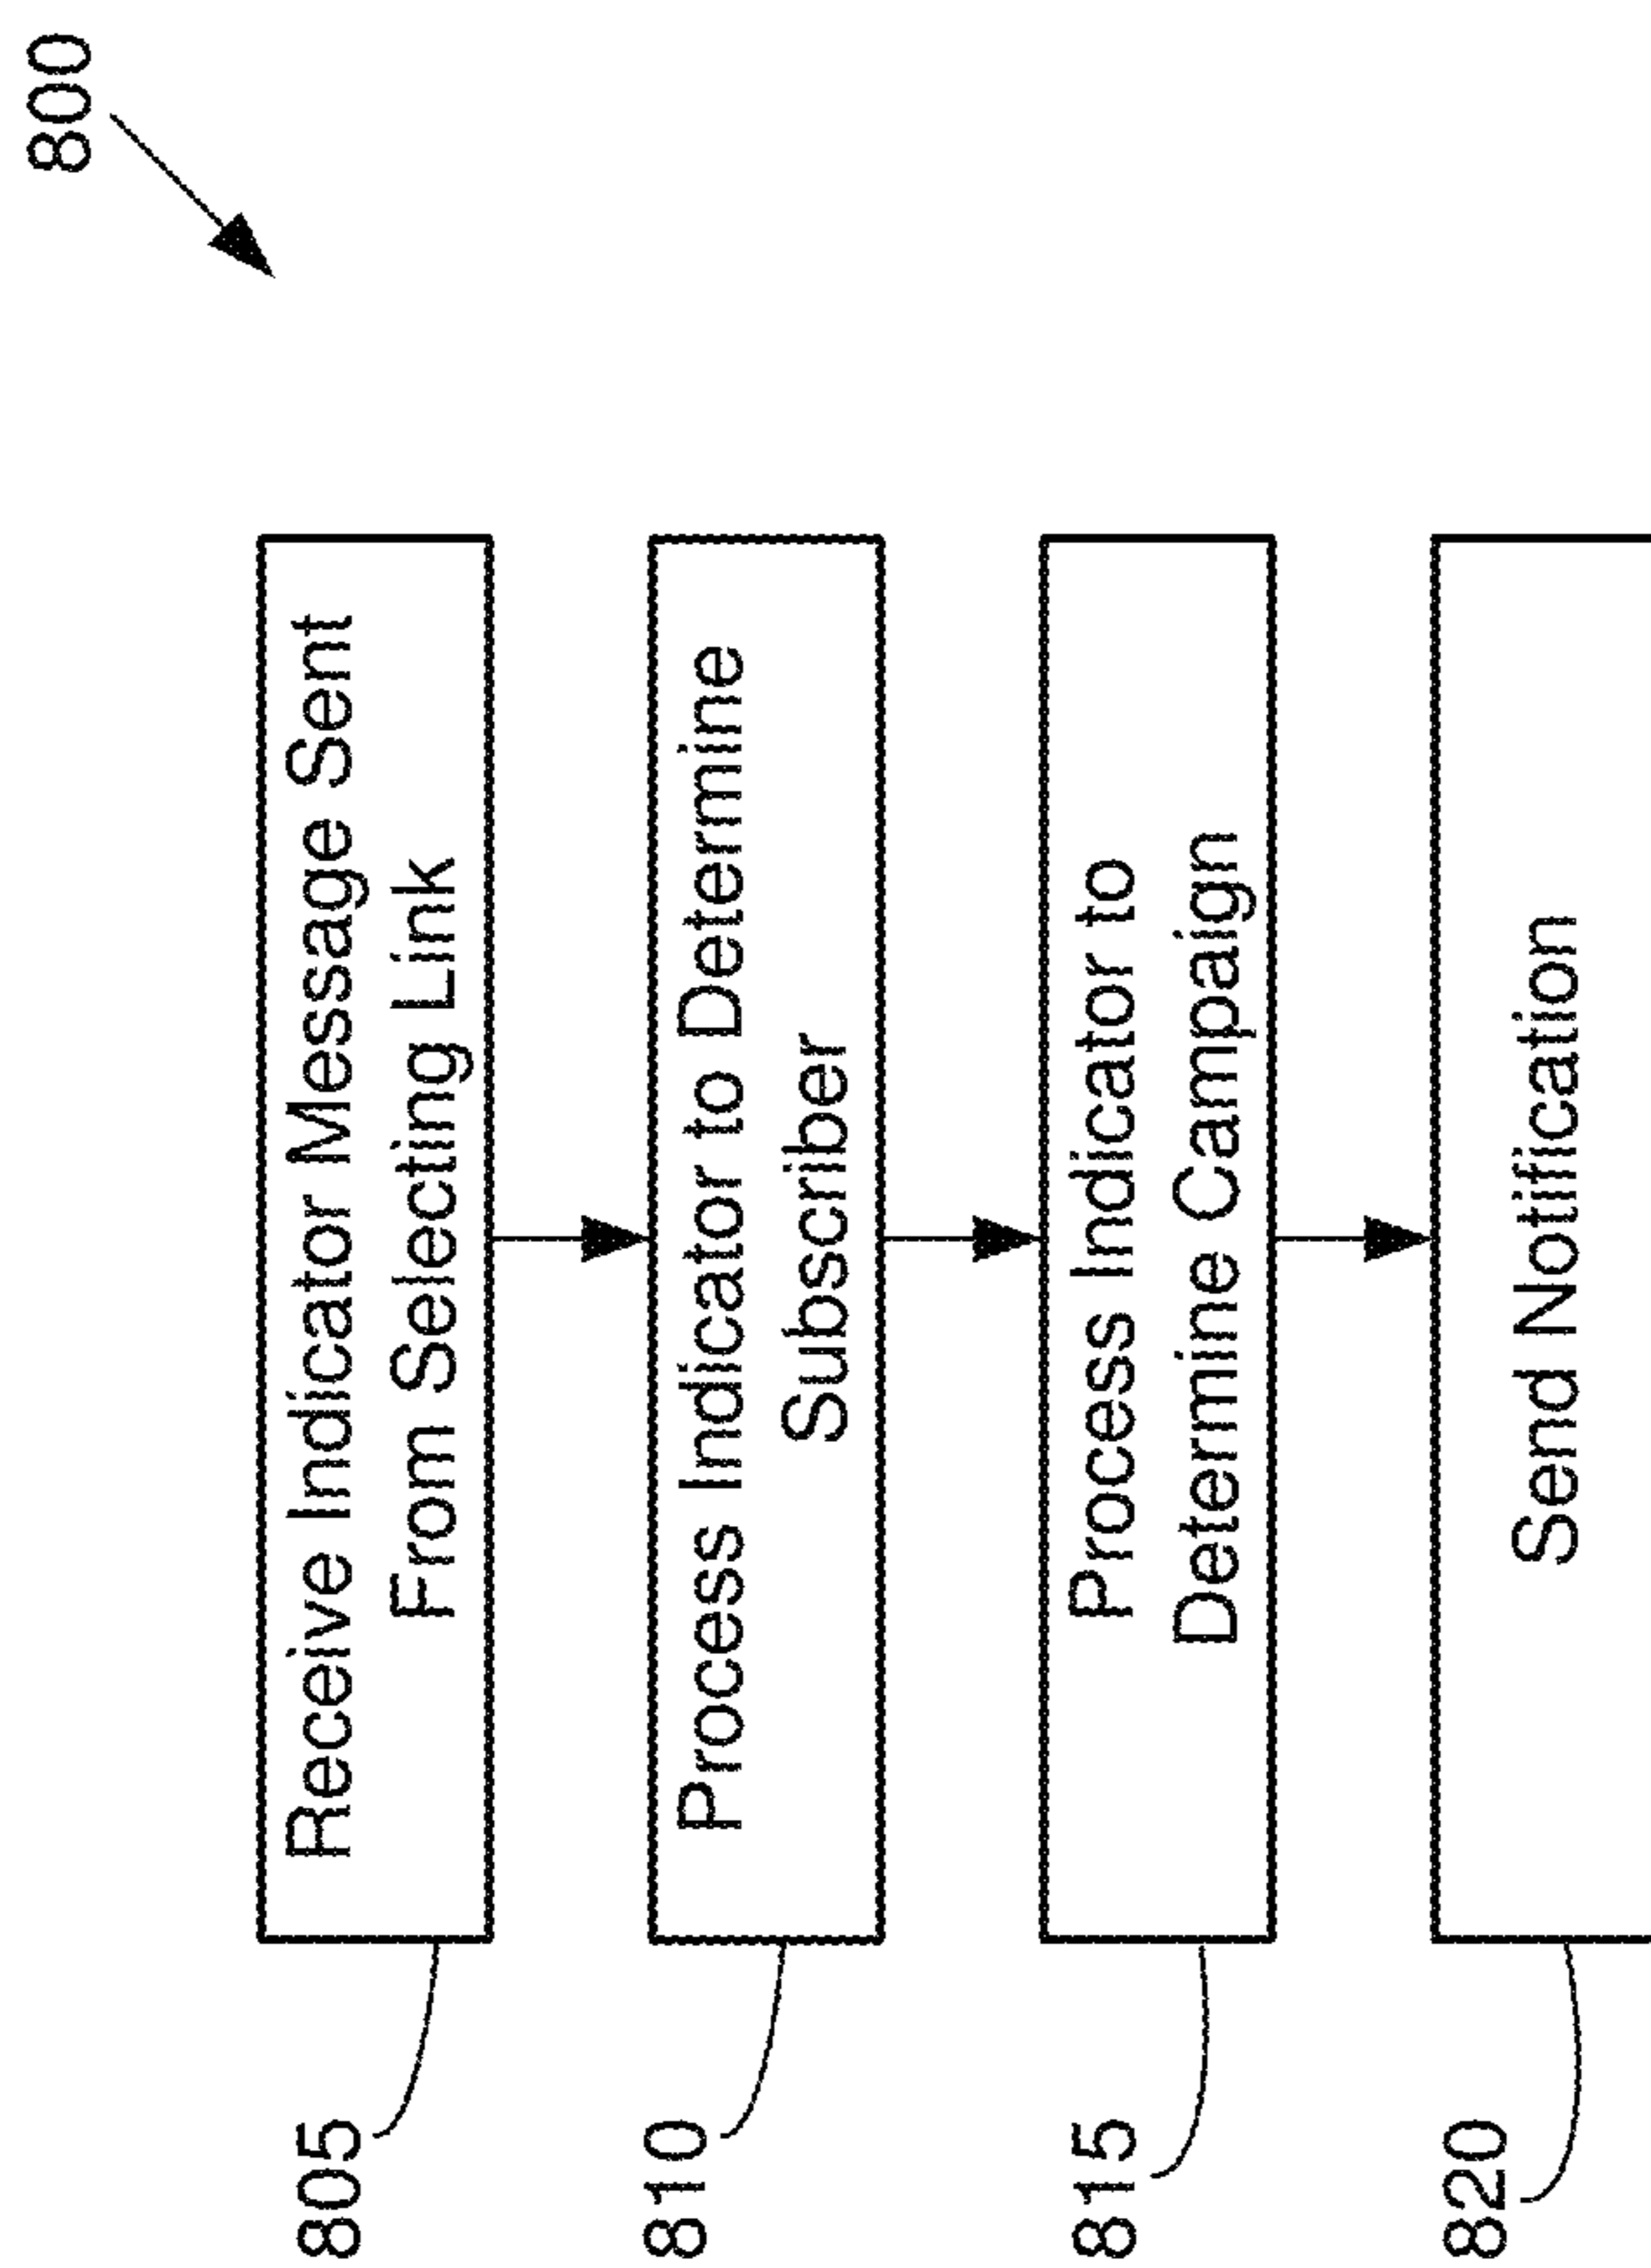 800
805
Receive Indicator Message Sent
From Selecting Link
810
Process Indicator to Determine
Subscriber
815
Process Indicator to
Determine Campaign
820
Send Notification